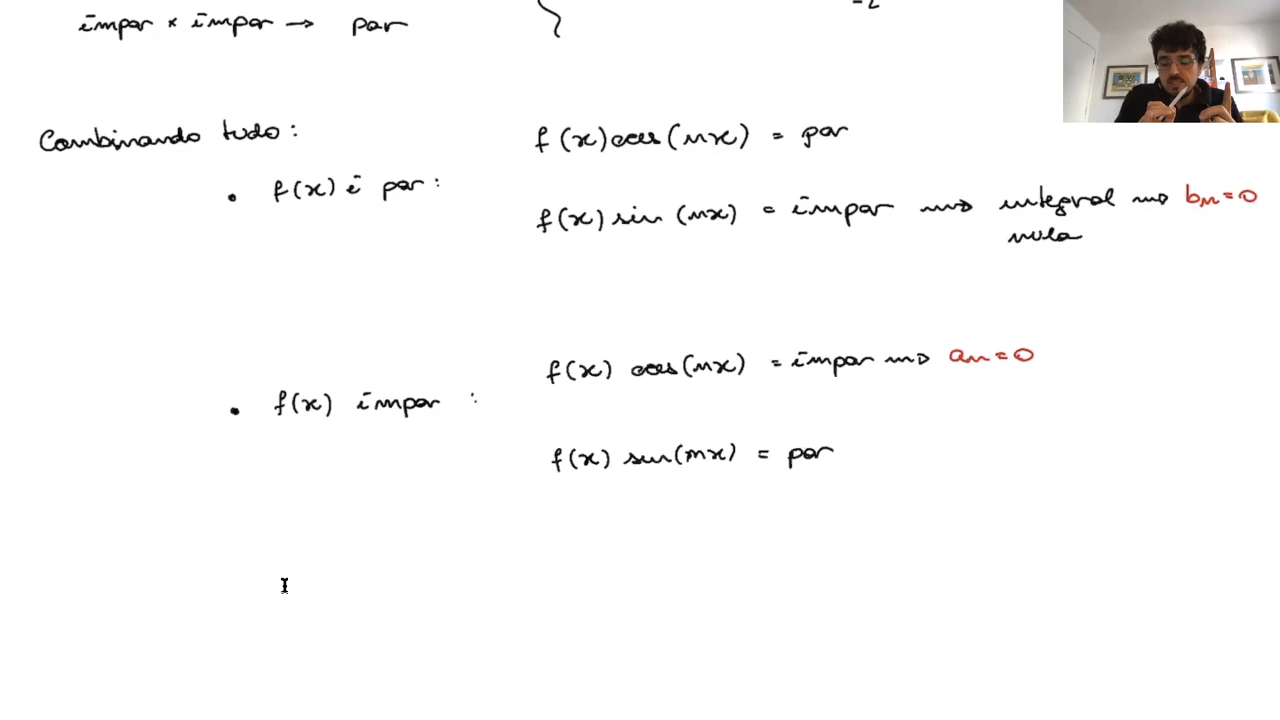 ímpar × ímpar → par
-L
Combinando tudo:
• f(x) é par:
f(x) cos(nx) = par
f(x) sin(nx) = ímpar ⟿ integral nula ⟿ bn=0
• f(x) ímpar :
f(x) cos(nx) = ímpar ⟿ an=0
f(x) sin(nx) = par